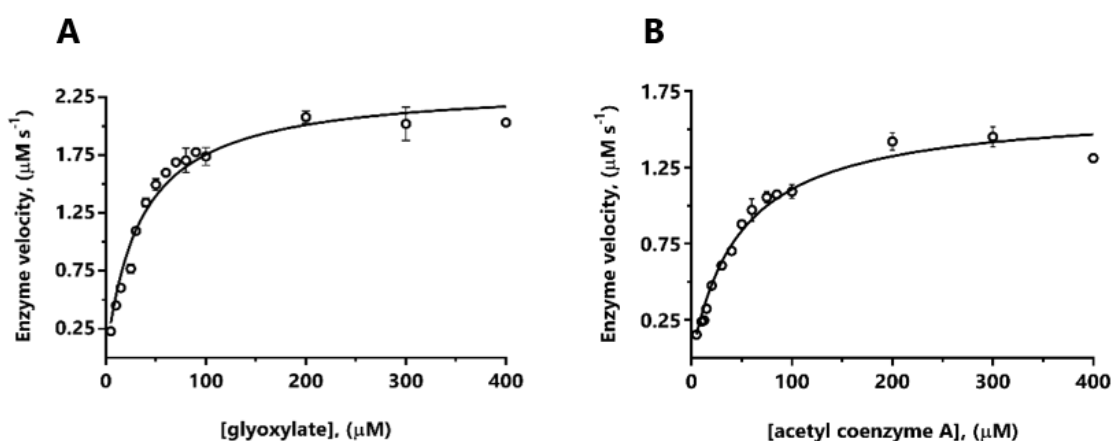 A
Enzyme velocity, (μM s⁻¹)
2.25
1.75
1.25
0.75
0.25
0 100 200 300 400
[glyoxylate], (μM)
B
Enzyme velocity, (μM s⁻¹)
1.75
1.25
0.75
0.25
0 100 200 300 400
[acetyl coenzyme A], (μM)